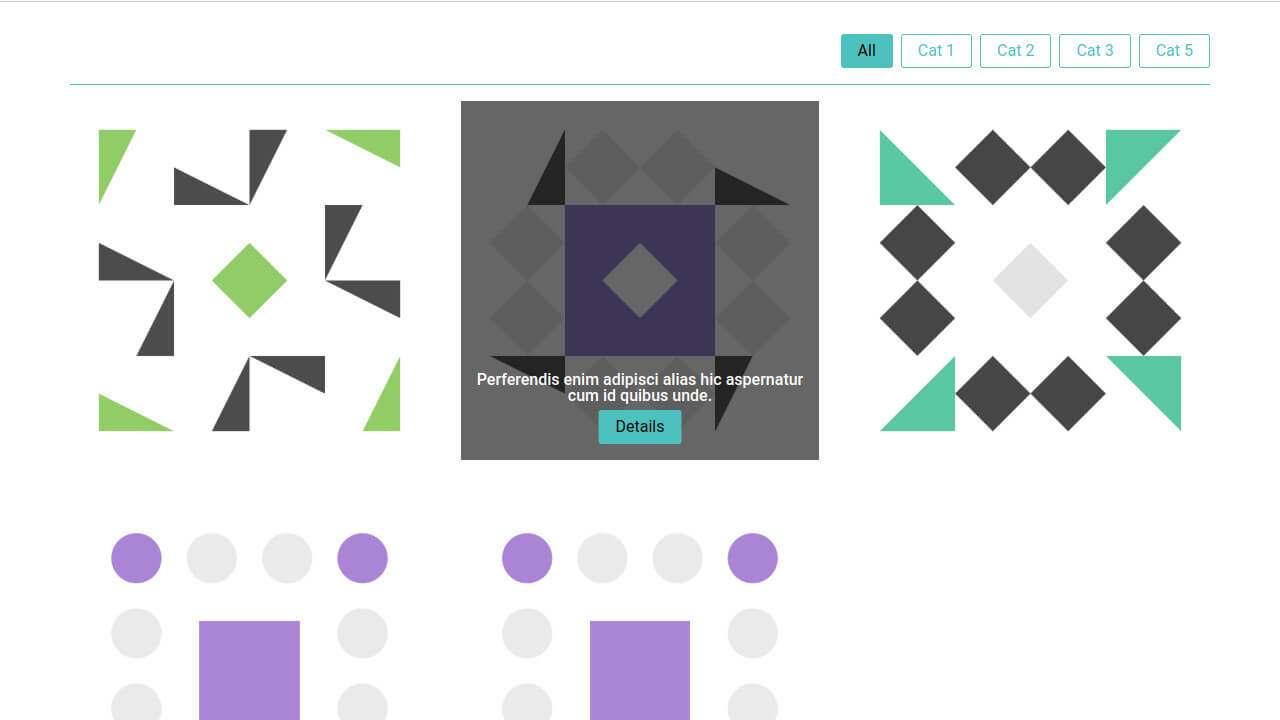 All
Cat 1
Cat 2
Cat 3
Cat 5
Perferendis enim adipisci alias hic aspernatur
cum id quibus unde.
Details